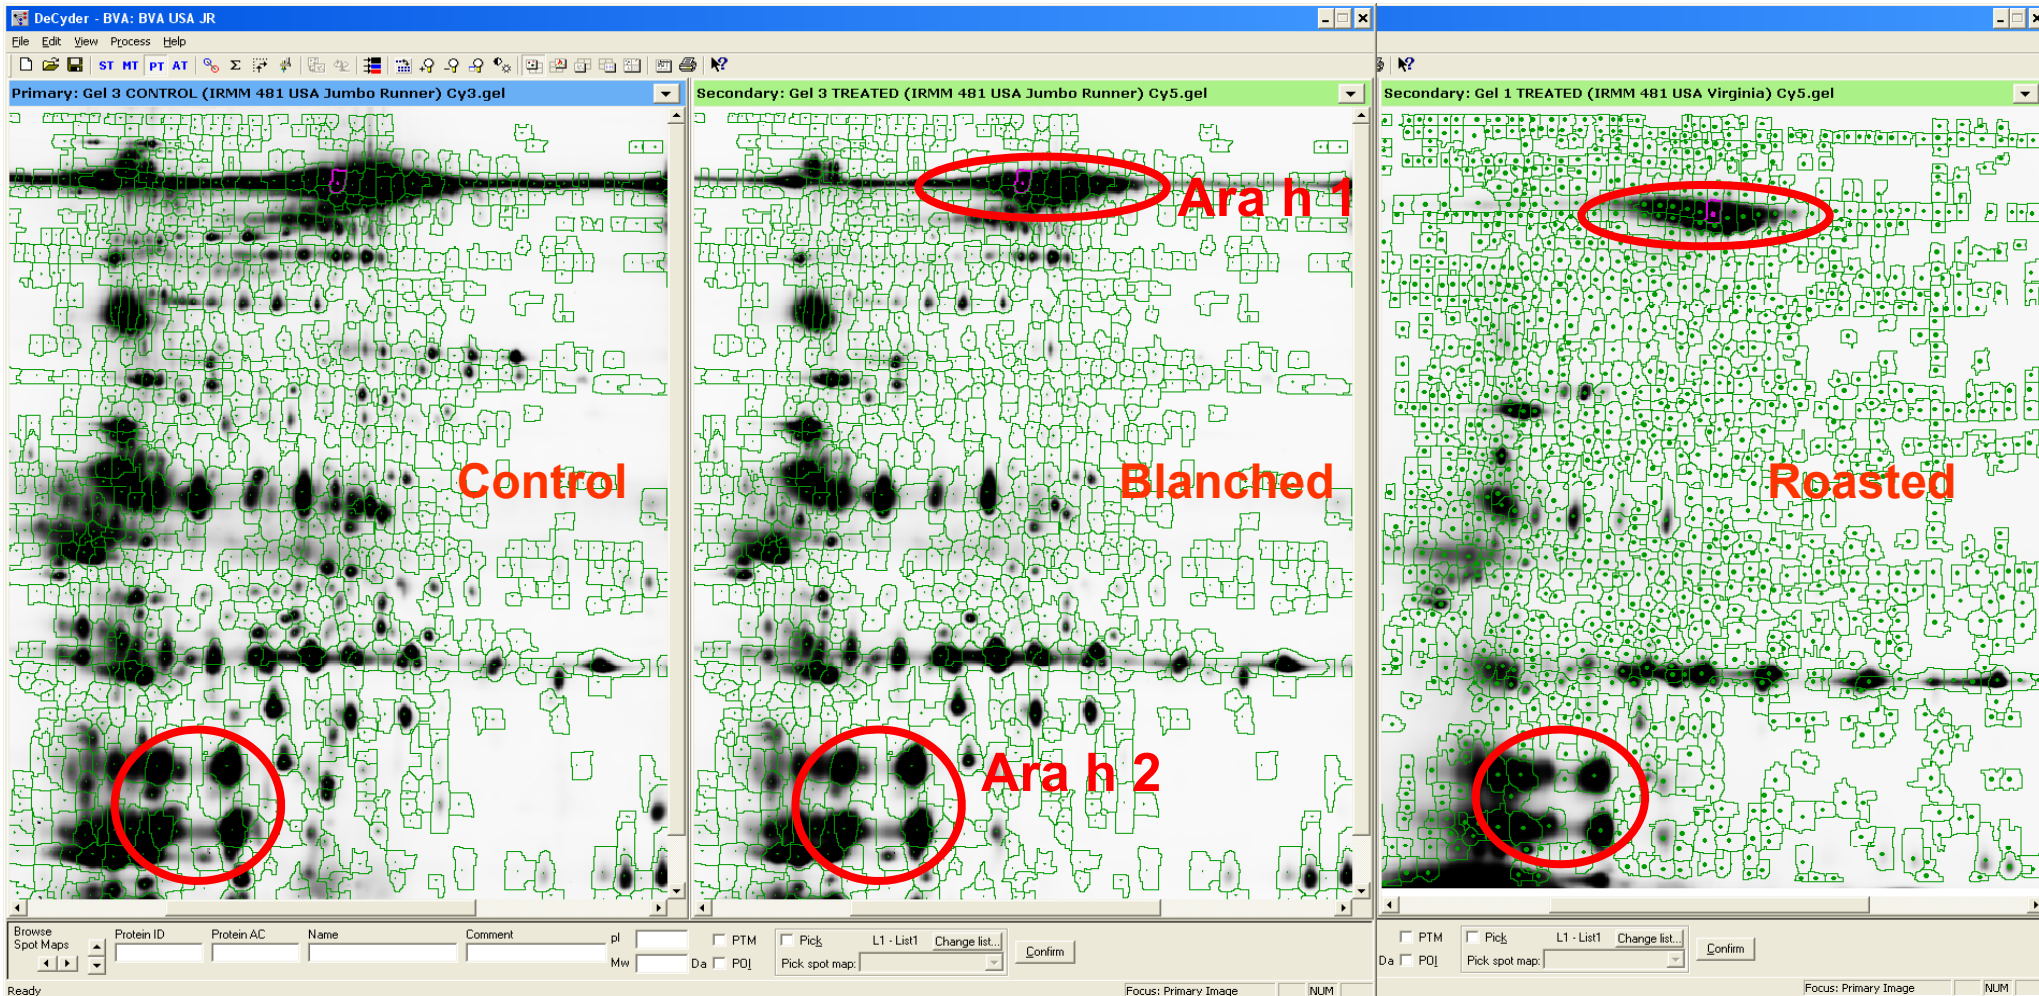 DeCyder - BVA: BVA USA JR
File Edit View Process Help
ST MT PT AT
Primary: Gel 3 CONTROL (IRMM 481 USA Jumbo Runner) Cy3.gel
Secondary: Gel 3 TREATED (IRMM 481 USA Jumbo Runner) Cy5.gel
Secondary: Gel 1 TREATED (IRMM 481 USA Virginia) Cy5.gel
Ara h 1
Control
Blanched
Roasted
Ara h 2
Browse
Spot Maps
Protein ID
Protein AC
Name
Comment
pI
Mw
Da
PTM
POI
Pick
L1 - List1
Change list...
Pick spot map:
Confirm
PTM
Da
POI
Pick
L1 - List1
Change list...
Pick spot map:
Confirm
Ready
Focus: Primary Image
NUM
Focus: Primary Image
NUM